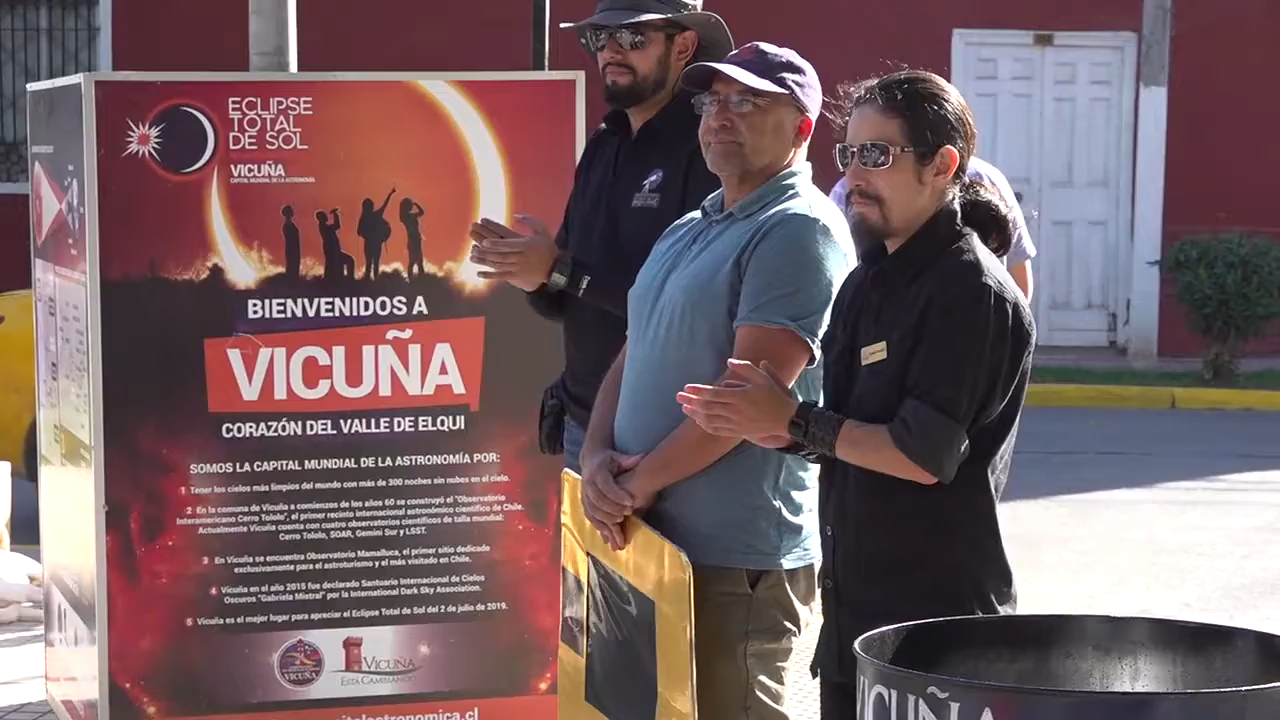 ECLIPSE
TOTAL
DE SOL
VICUÑA
CAPITAL MUNDIAL DE LA ASTRONOMÍA
BIENVENIDOS A
VICUÑA
CORAZÓN DEL VALLE DE ELQUI
SOMOS LA CAPITAL MUNDIAL DE LA ASTRONOMÍA POR:
1 Tener los cielos más limpios del mundo con más de 300 noches sin nubes en el cielo.
2 En la comuna de Vicuña a comienzos de los años 60 se construyó el "Observatorio
Interamericano Cerro Tololo", el primer recinto internacional astronómico científico de Chile.
Actualmente Vicuña cuenta con cuatro observatorios científicos de talla mundial:
Cerro Tololo, SOAR, Gemini Sur y LSST.
3 En Vicuña se encuentra Observatorio Mamalluca, el primer sitio dedicado
exclusivamente para el astroturismo y el más visitado en Chile.
4 Vicuña en el año 2015 fue declarado Santuario Internacional de Cielos
Oscuros "Gabriela Mistral" por la International Dark Sky Association.
5 Vicuña es el mejor lugar para apreciar el Eclipse Total de Sol del 2 de julio de 2019.
VICUÑA
VICUÑA
ESTÁ CAMBIANDO
italastronomica.cl
VICUÑA